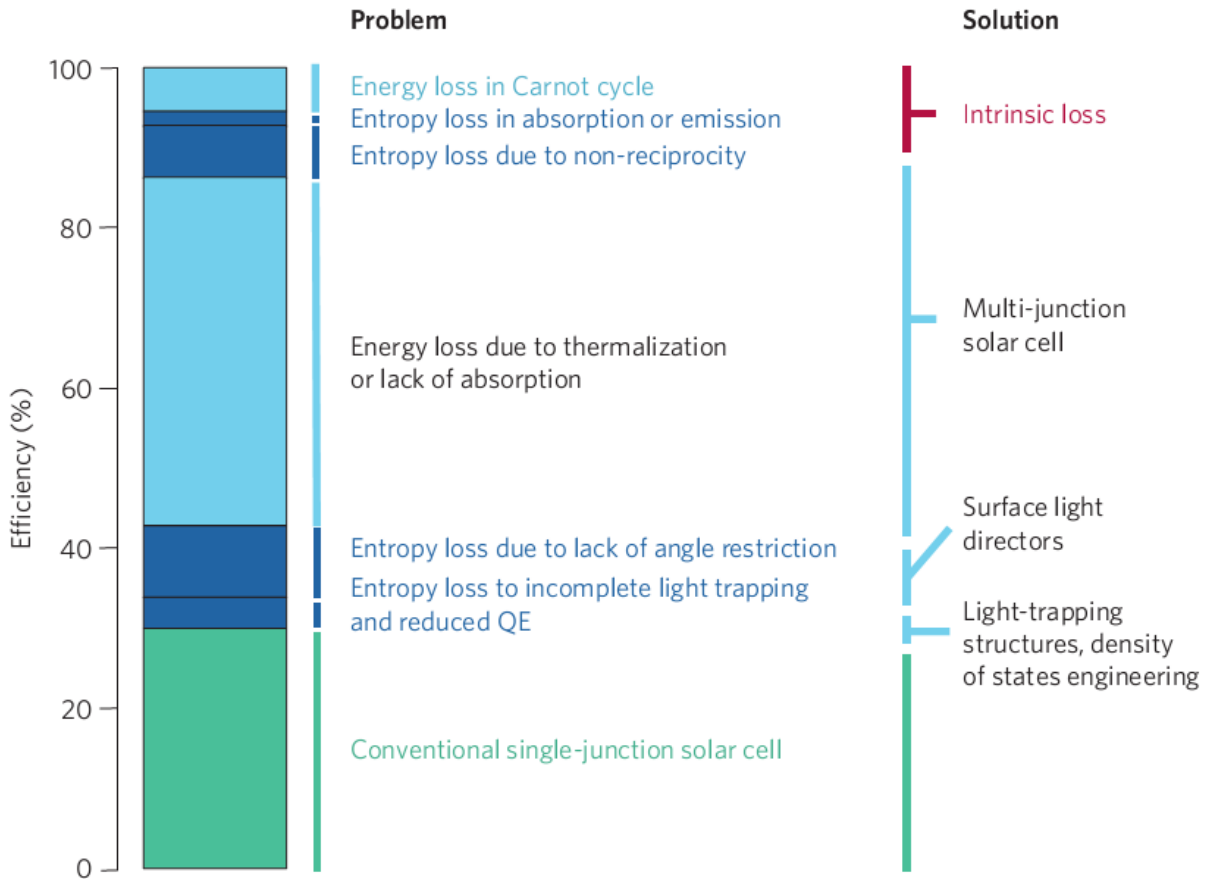 Problem
Solution
100
80
60
40
20
0
Efficiency (%)
Energy loss in Carnot cycle
Entropy loss in absorption or emission
Entropy loss due to non-reciprocity
Energy loss due to thermalization
or lack of absorption
Entropy loss due to lack of angle restriction
Entropy loss to incomplete light trapping
and reduced QE
Conventional single-junction solar cell
Intrinsic loss
Multi-junction
solar cell
Surface light
directors
Light-trapping
structures, density
of states engineering